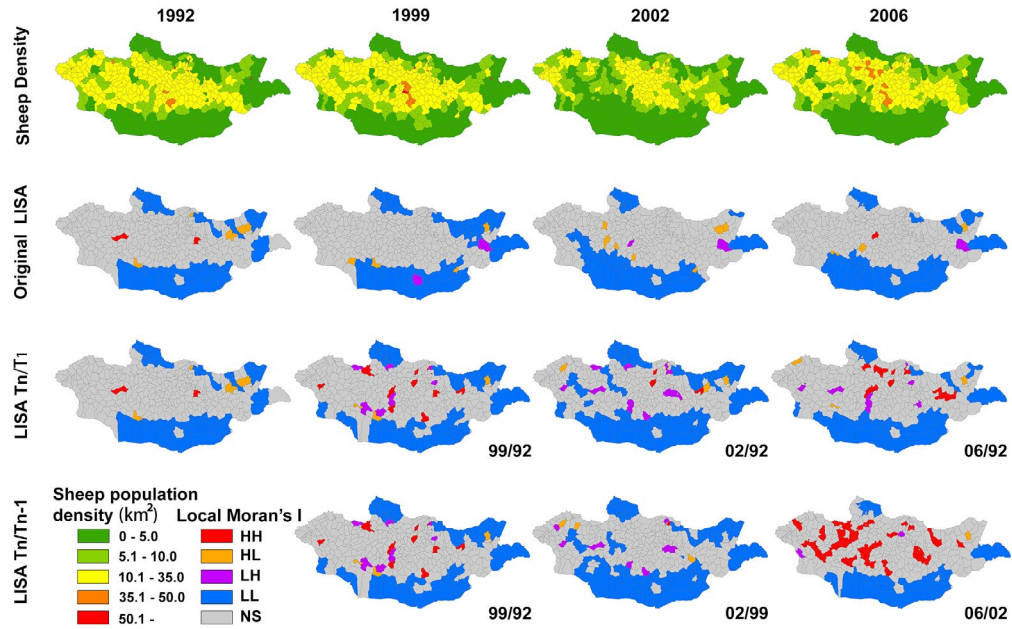 1992
1999
2002
2006
Sheep Density
Original LISA
LISA Tn/T1
99/92
02/92
06/92
LISA Tn/Tn-1
Sheep population
density (km²)
0 - 5.0
5.1 - 10.0
10.1 - 35.0
35.1 - 50.0
50.1 -
Local Moran's I
HH
HL
LH
LL
NS
99/92
02/99
06/02